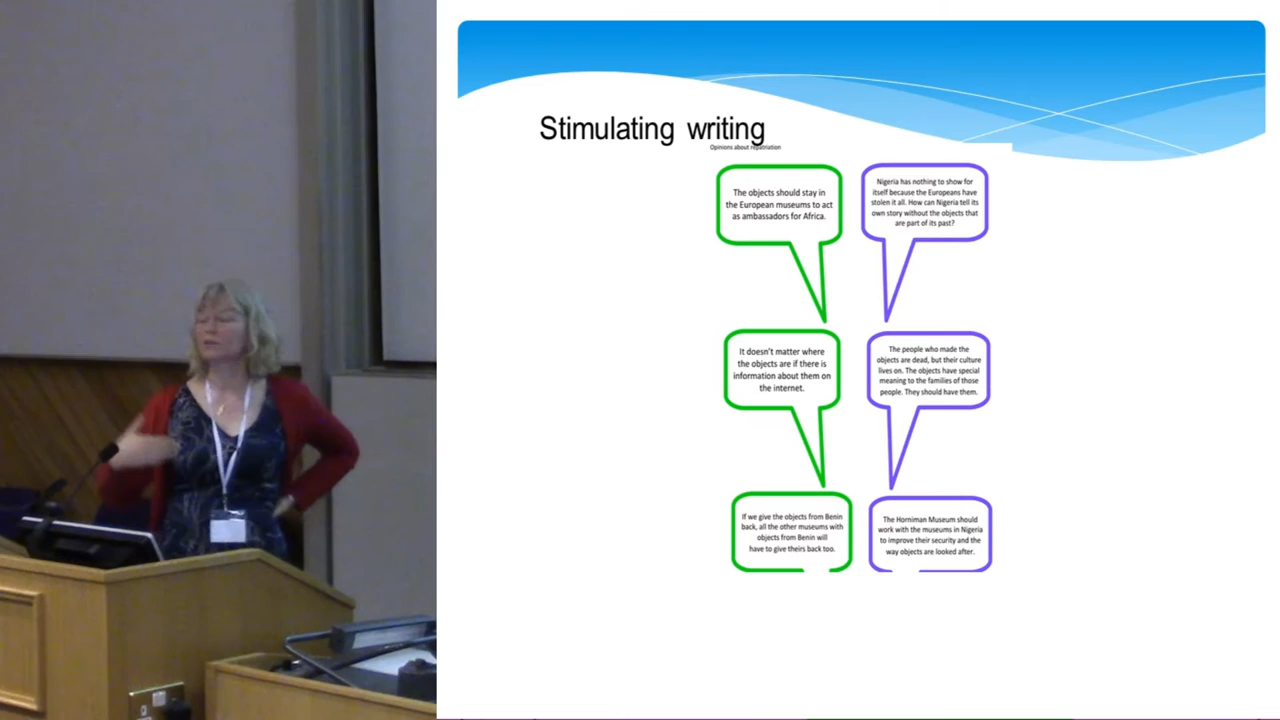 Stimulating writing
Opinions about repatriation
The objects should stay in
the European museums to act
as ambassadors for Africa.
Nigeria has nothing to show for
itself because the Europeans have
stolen it all. How can Nigeria tell its
own story without the objects that
are part of its past?
It doesn't matter where
the objects are if there is
information about them on
the internet.
The people who made the
objects are dead, but their culture
lives on. The objects have special
meaning to the families of those
people. They should have them.
If we give the objects from Benin
back, all the other museums with
objects from Benin will
have to give theirs back too.
The Horniman Museum should
work with the museums in Nigeria
to improve their security and the
way objects are looked after.